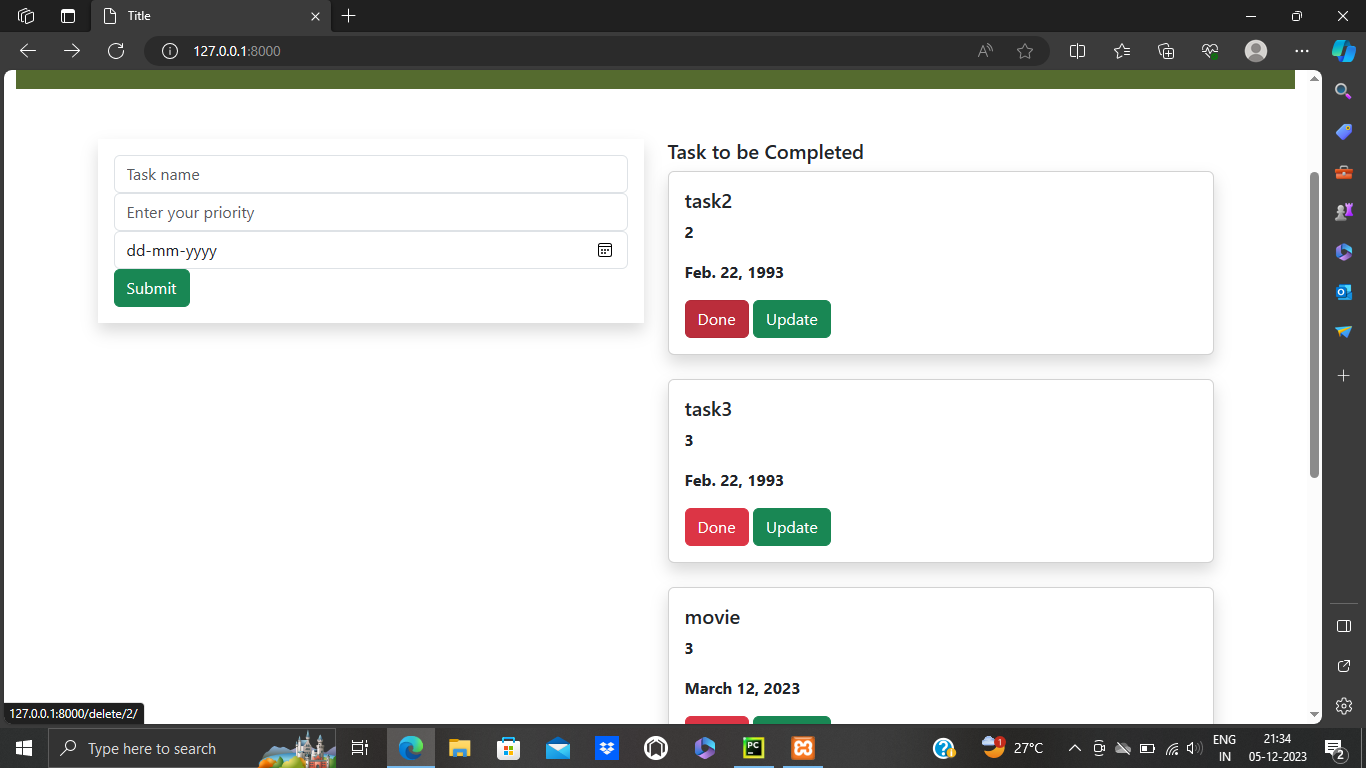 Title
127.0.0.1:8000
Task name
Enter your priority
dd-mm-yyyy
Submit
Task to be Completed
task2
2
Feb. 22, 1993
Done Update
task3
3
Feb. 22, 1993
Done Update
movie
3
March 12, 2023
127.0.0.1:8000/delete/2/
Type here to search
PC
1
27°C
ENG
IN
21:34
05-12-2023
2